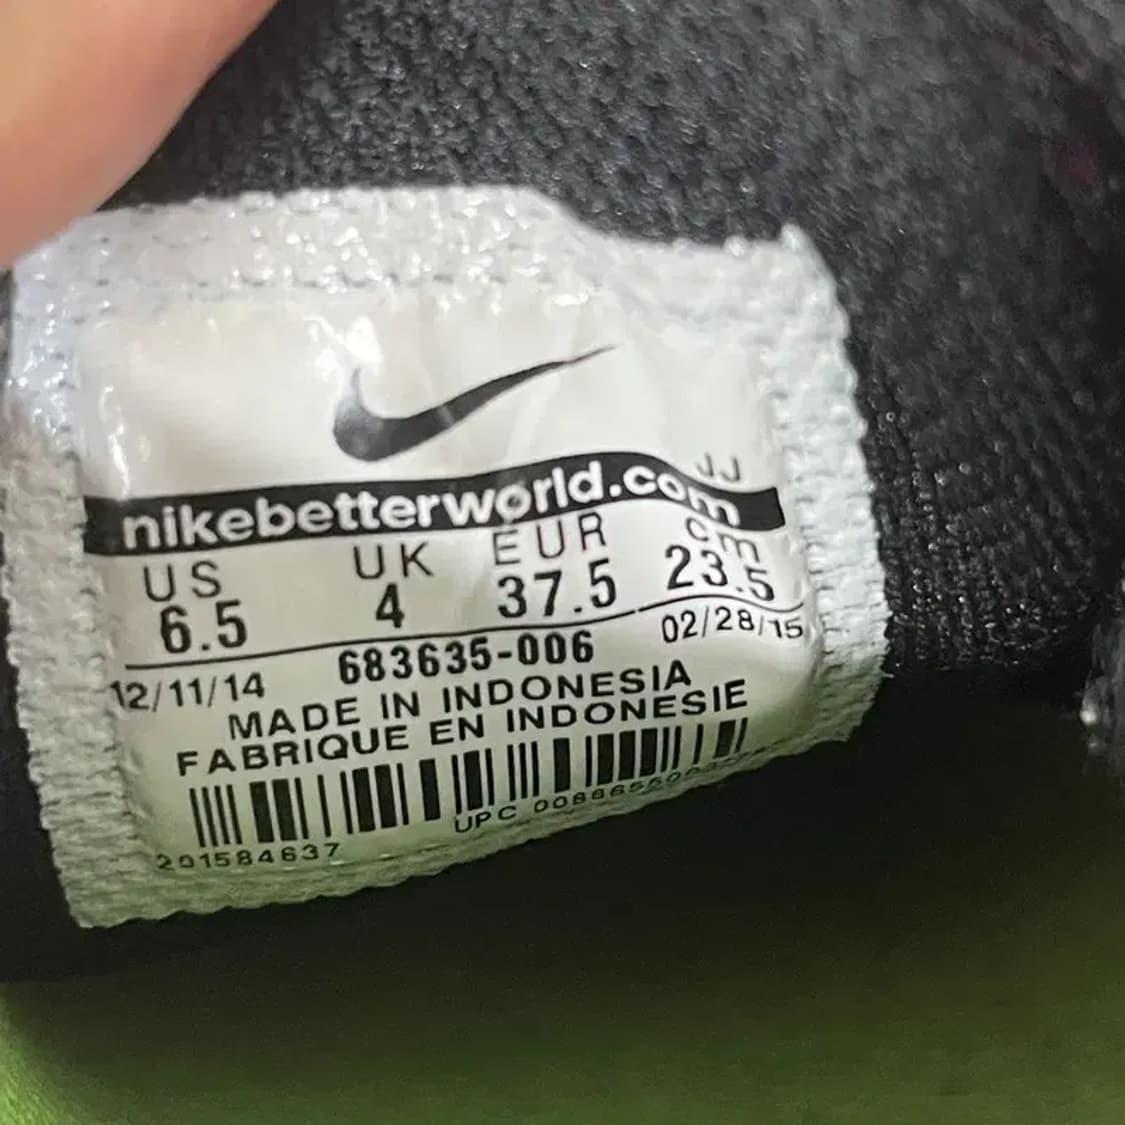 JJ
nikebetterworld.com
US UK EUR cm
6.5 4 37.5 23.5
12/11/14 683635-006 02/28/15
MADE IN INDONESIA
FABRIQUE EN INDONESIE
UPC
201584637